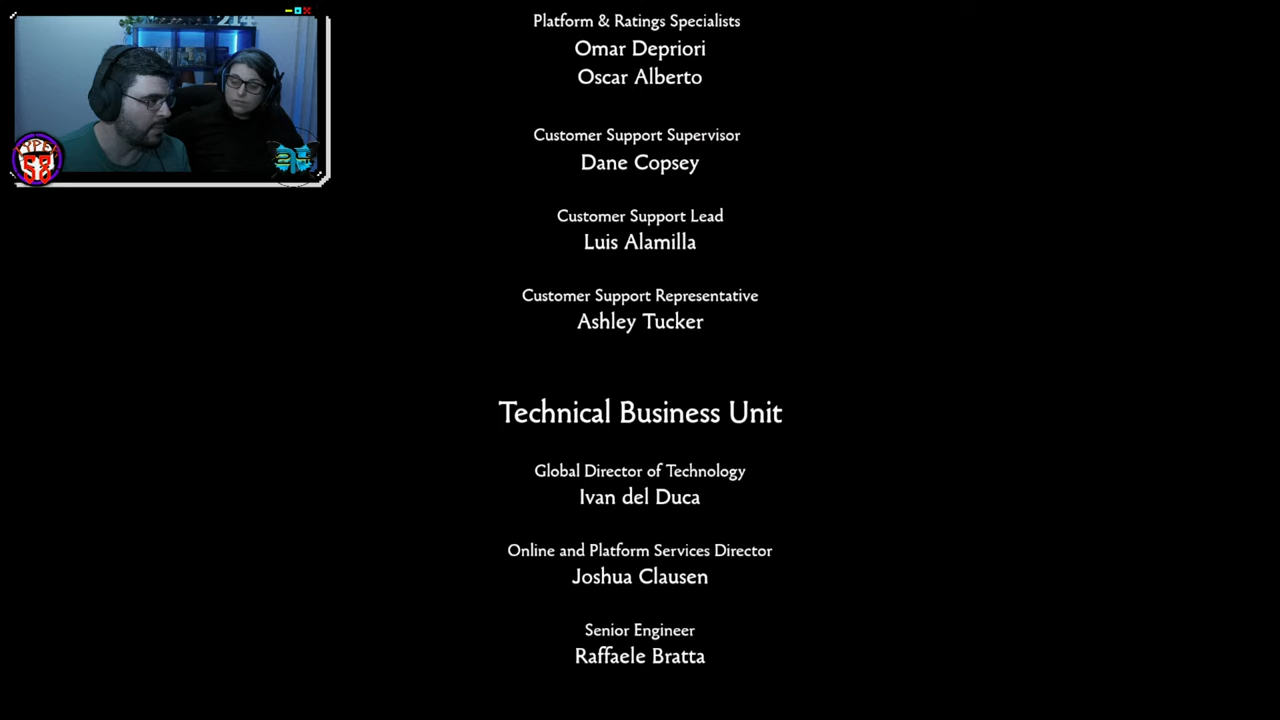 Platform & Ratings Specialists
Omar Depriori
Oscar Alberto
Customer Support Supervisor
Dane Copsey
Customer Support Lead
Luis Alamilla
Customer Support Representative
Ashley Tucker
Technical Business Unit
Global Director of Technology
Ivan del Duca
Online and Platform Services Director
Joshua Clausen
Senior Engineer
Raffaele Bratta